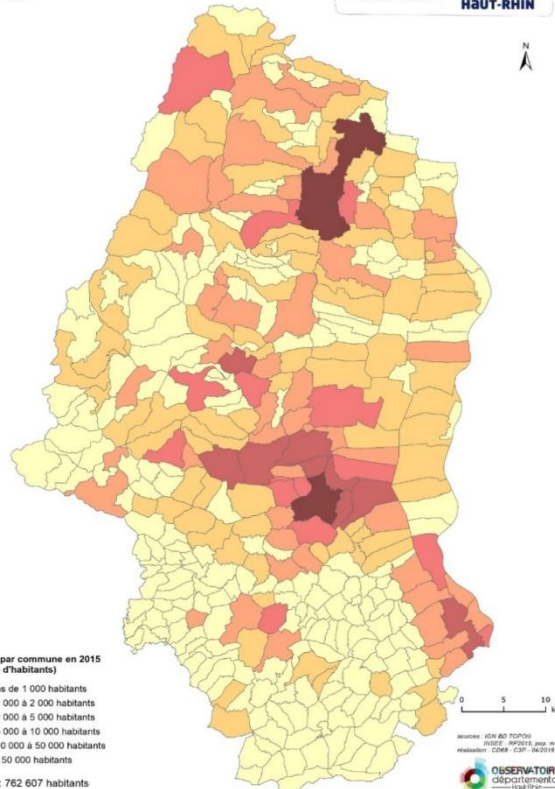 HAUT-RHIN
N
par commune en 2015
d'habitants)
s de 1 000 habitants
000 à 2 000 habitants
000 à 5 000 habitants
000 à 10 000 habitants
0 000 à 50 000 habitants
50 000 habitants
: 762 607 habitants
0 5 10
k
sources : IGN BD TOPO®
INSEE - RP2015, pop. m
réalisation : CD68 - C3P - 04/2019
OBSERVATOIR
départementa
Haut-Rhin